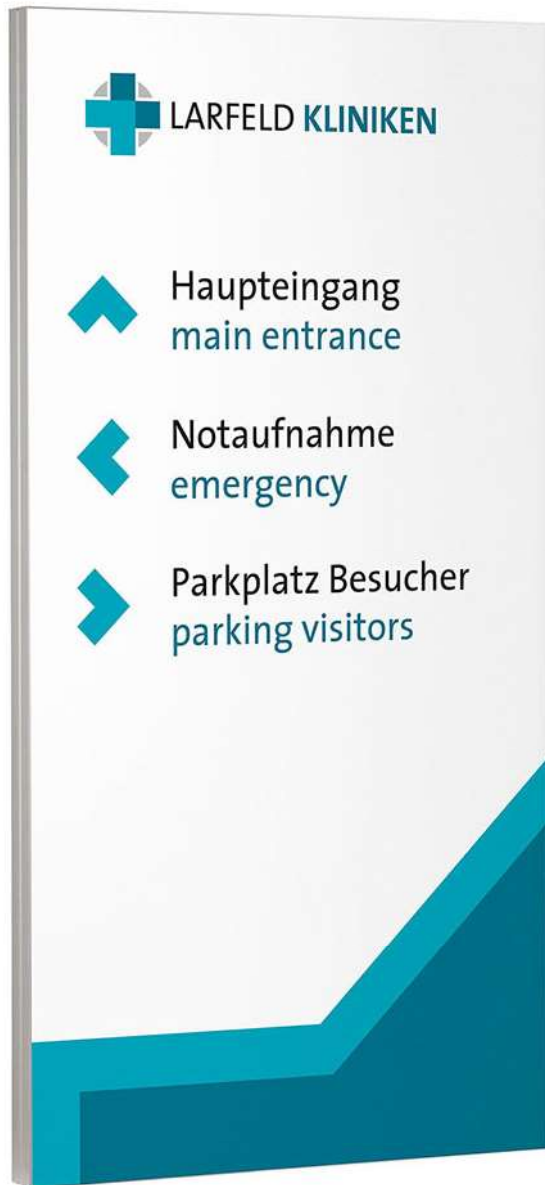 LARFELD KLINIKEN
Haupteingang
main entrance
Notaufnahme
emergency
Parkplatz Besucher
parking visitors